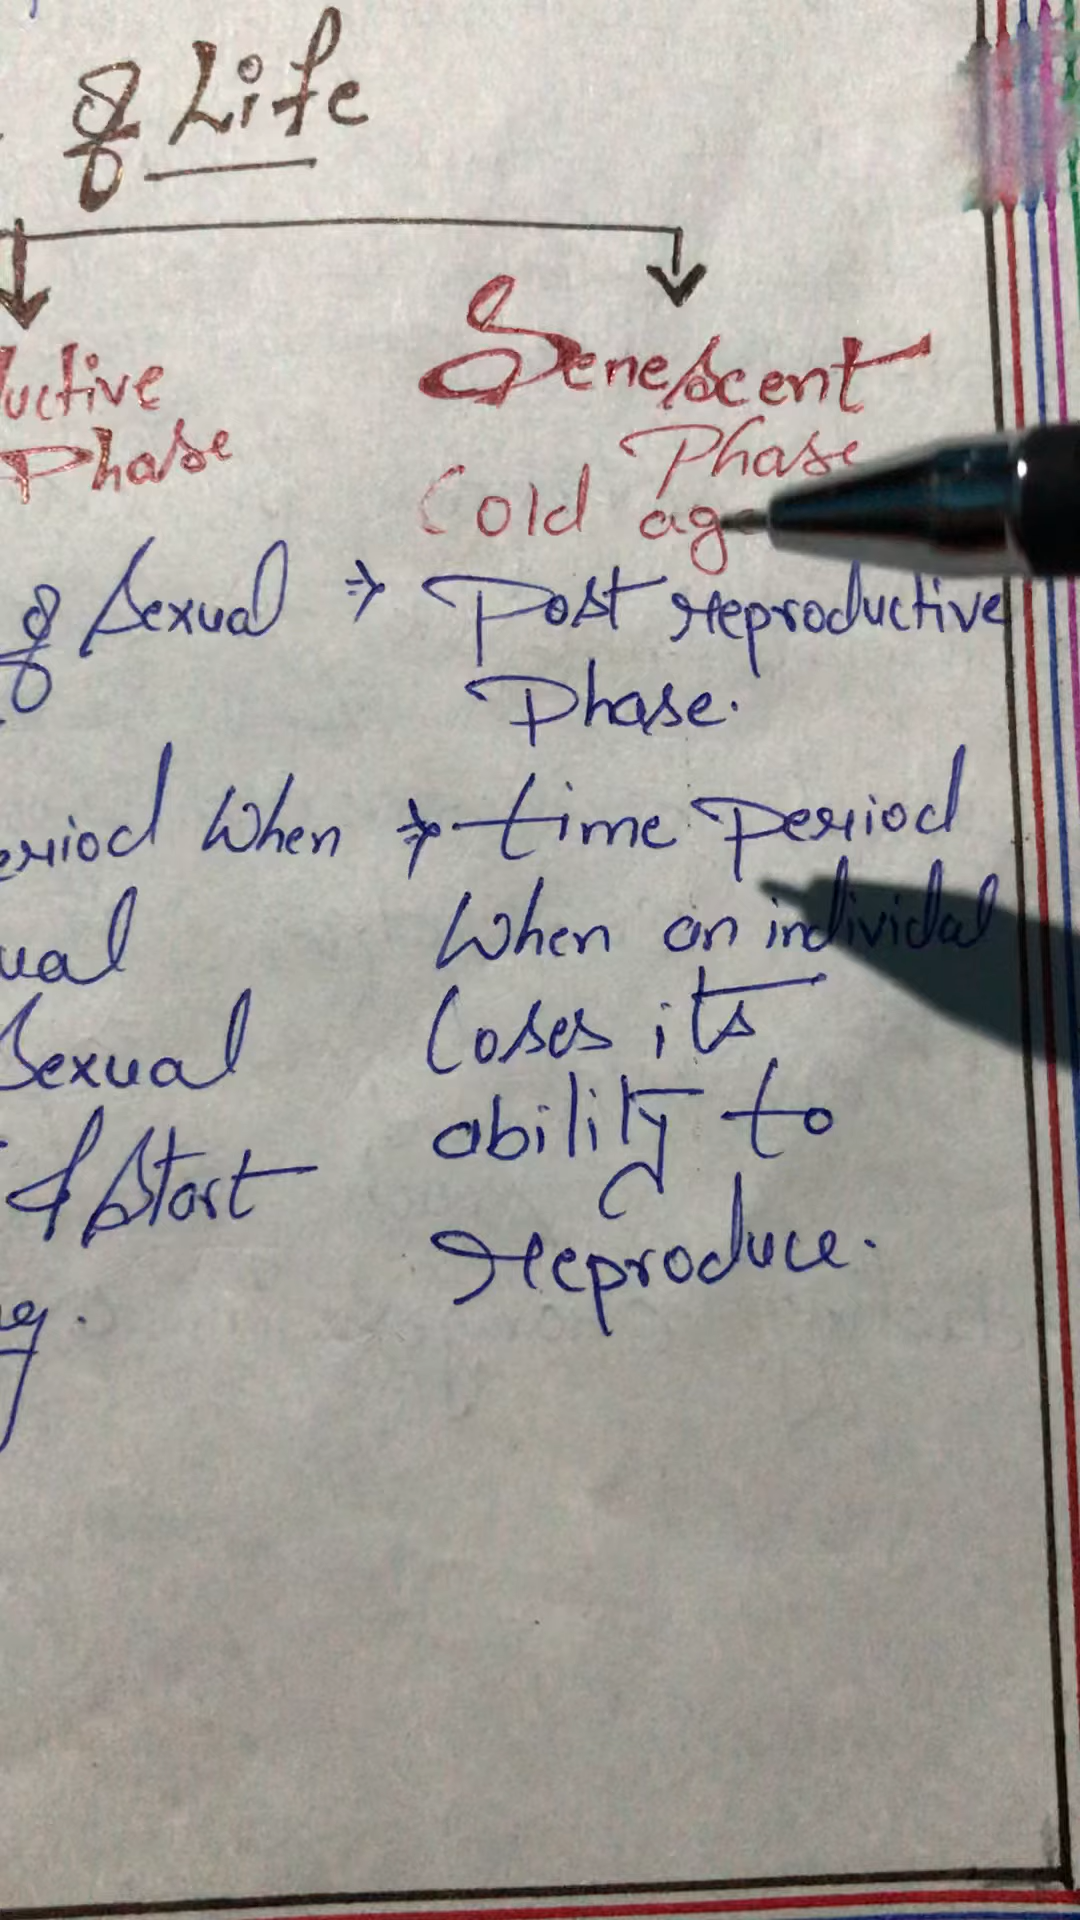 of Life
uctive
Phase
Senescent
Phase
(old ag
of Sexual
⇒ Post reproductive
Phase.
eriod when
ual
Sexual
& Start
g.
⇒ time period
when an individal
loses its
ability to
reproduce.